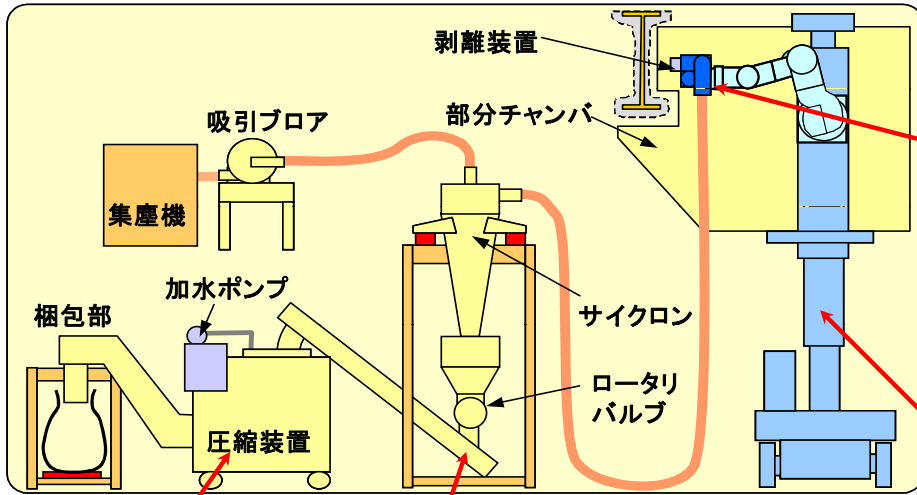 剥離装置
部分チャンバ
吸引ブロア
集塵機
加水ポンプ
梱包部
サイクロン
ロータリ
バルブ
圧縮装置